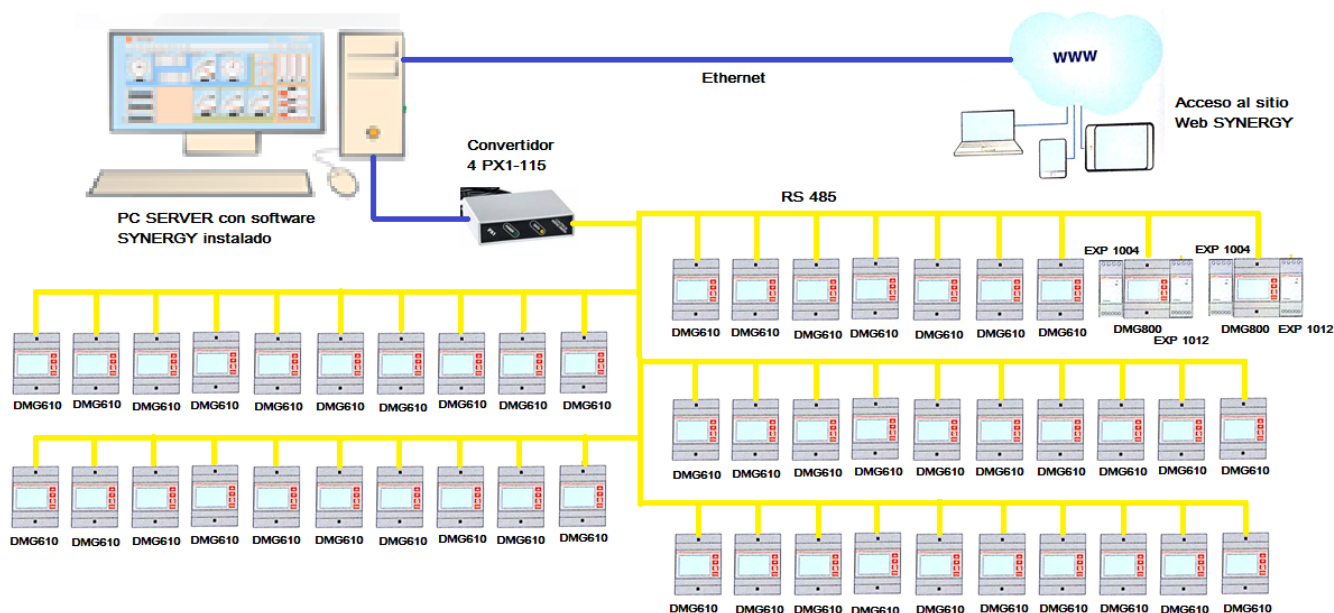 WWW
Ethernet
Acceso al sitio
Web SYNERGY
Convertidor
4 PX1-115
PC SERVER con software
SYNERGY instalado
RS 485
EXP 1004 EXP 1004
DMG610 DMG610 DMG610 DMG610 DMG610 DMG610 DMG610 DMG800 DMG800 EXP 1012
EXP 1012
DMG610 DMG610 DMG610 DMG610 DMG610 DMG610 DMG610 DMG610 DMG610 DMG610
DMG610 DMG610 DMG610 DMG610 DMG610 DMG610 DMG610 DMG610 DMG610 DMG610
DMG610 DMG610 DMG610 DMG610 DMG610 DMG610 DMG610 DMG610 DMG610 DMG610
DMG610 DMG610 DMG610 DMG610 DMG610 DMG610 DMG610 DMG610 DMG610 DMG610